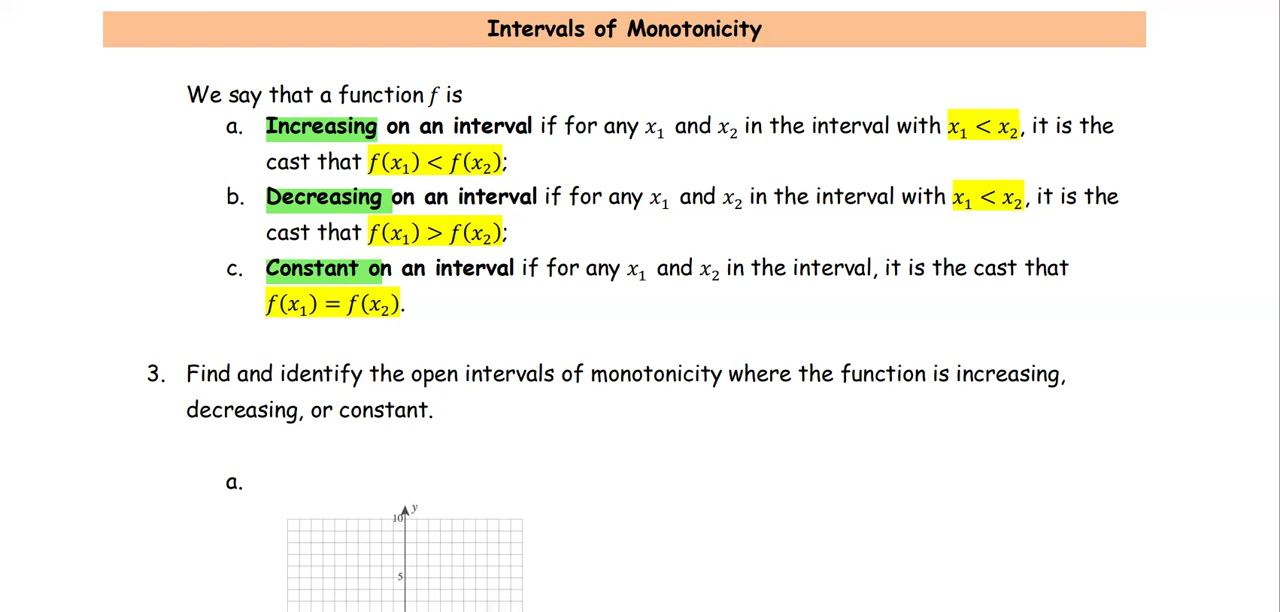 Intervals of Monotonicity
We say that a function f is
a. Increasing on an interval if for any x₁ and x₂ in the interval with x₁ < x₂, it is the
cast that f(x₁) < f(x₂);
b. Decreasing on an interval if for any x₁ and x₂ in the interval with x₁ < x₂, it is the
cast that f(x₁) > f(x₂);
c. Constant on an interval if for any x₁ and x₂ in the interval, it is the cast that
f(x₁) = f(x₂).
3. Find and identify the open intervals of monotonicity where the function is increasing,
decreasing, or constant.
a.
y
10
5